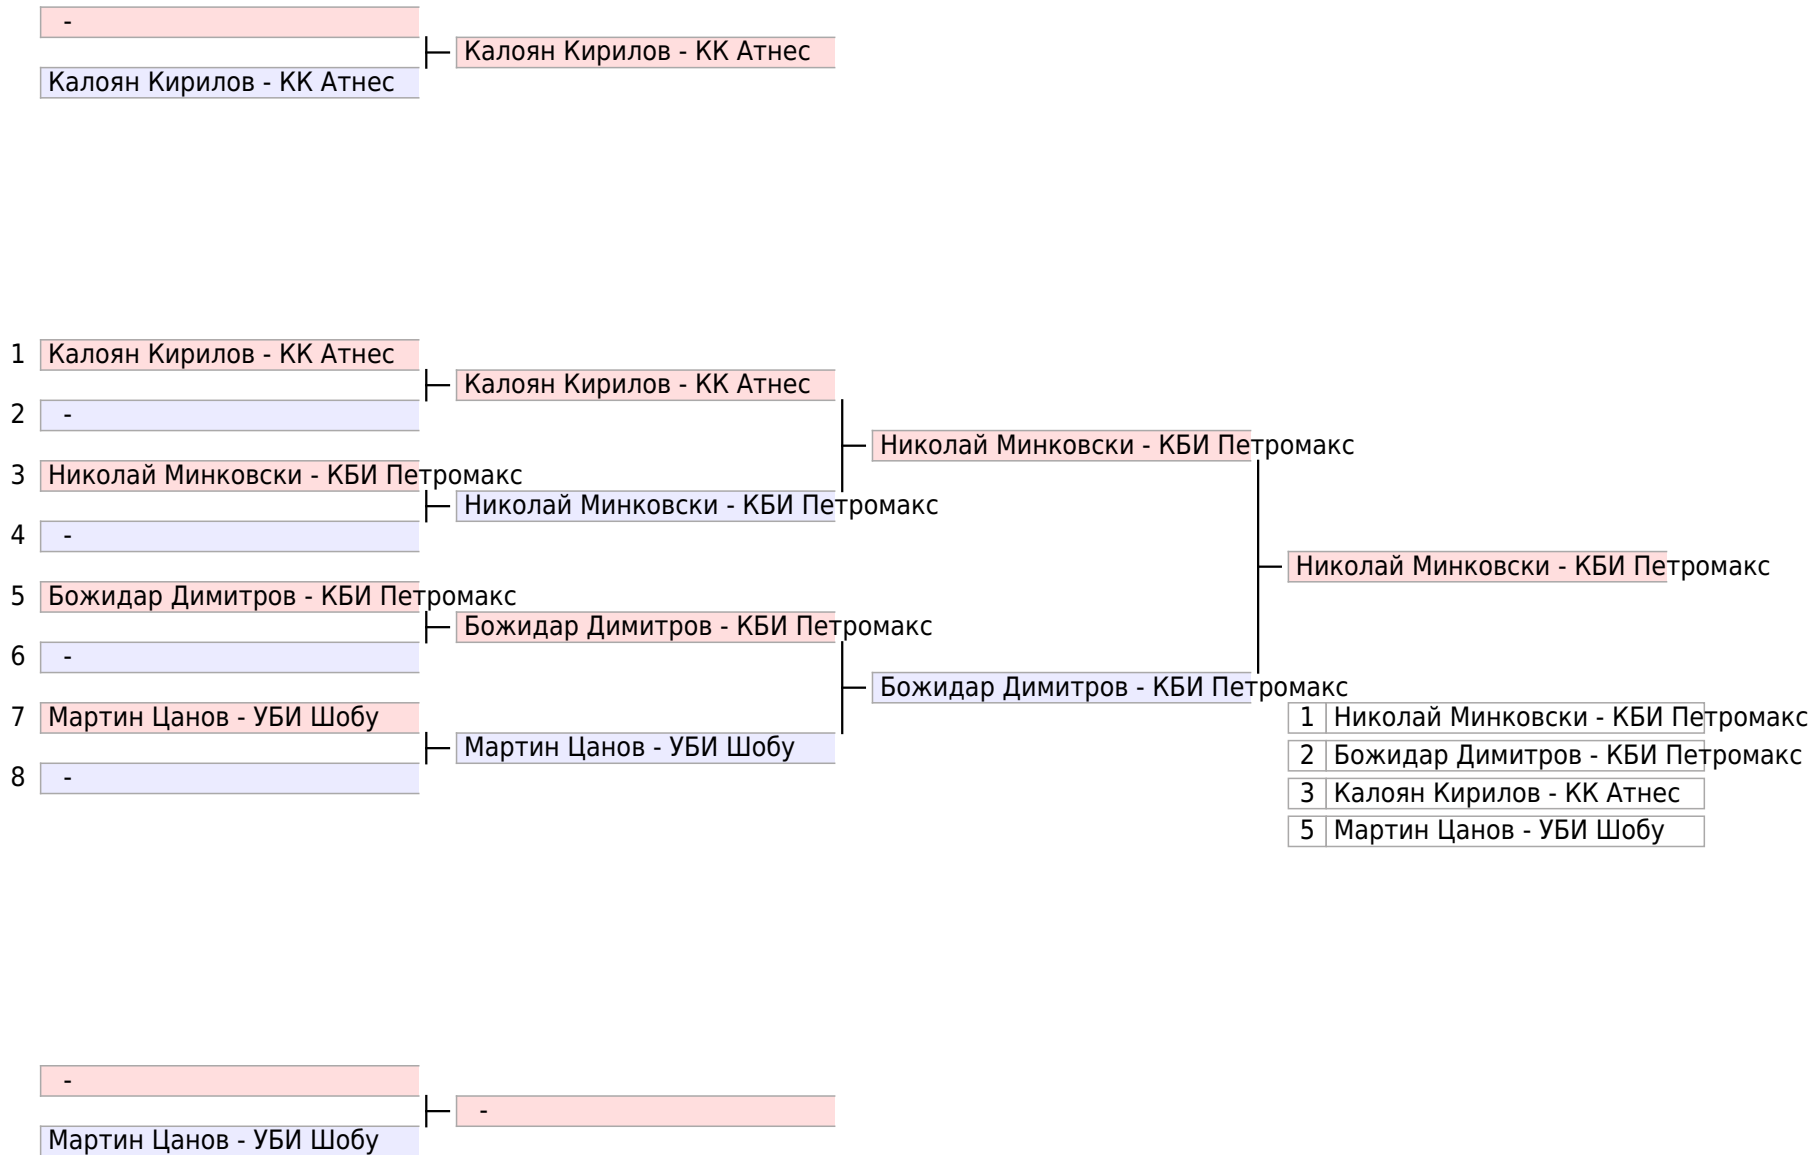 -
Калоян Кирилов - КК Атнес
Калоян Кирилов - КК Атнес
1 Калоян Кирилов - КК Атнес
Калоян Кирилов - КК Атнес
2 -
Николай Минковски - КБИ Петромакс
3 Николай Минковски - КБИ Петромакс
Николай Минковски - КБИ Петромакс
4 -
Николай Минковски - КБИ Петромакс
5 Божидар Димитров - КБИ Петромакс
Божидар Димитров - КБИ Петромакс
6 -
Божидар Димитров - КБИ Петромакс
7 Мартин Цанов - УБИ Шобу
Мартин Цанов - УБИ Шобу
8 -
1 Николай Минковски - КБИ Петромакс
2 Божидар Димитров - КБИ Петромакс
3 Калоян Кирилов - КК Атнес
5 Мартин Цанов - УБИ Шобу
-
-
Мартин Цанов - УБИ Шобу